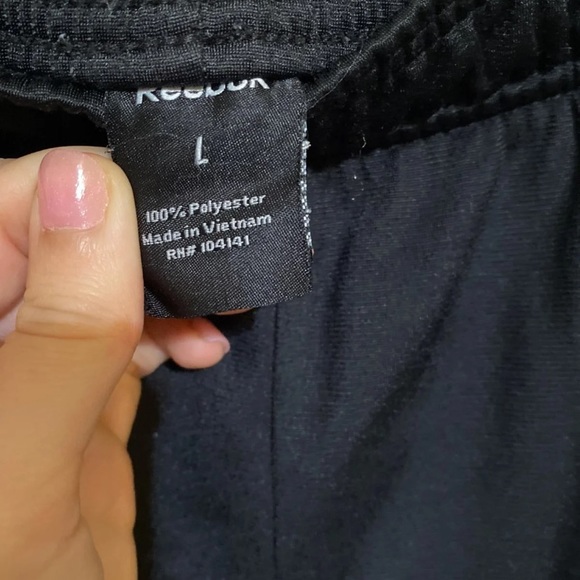 Reebok
L
100% Polyester
Made in Vietnam
RN# 104141